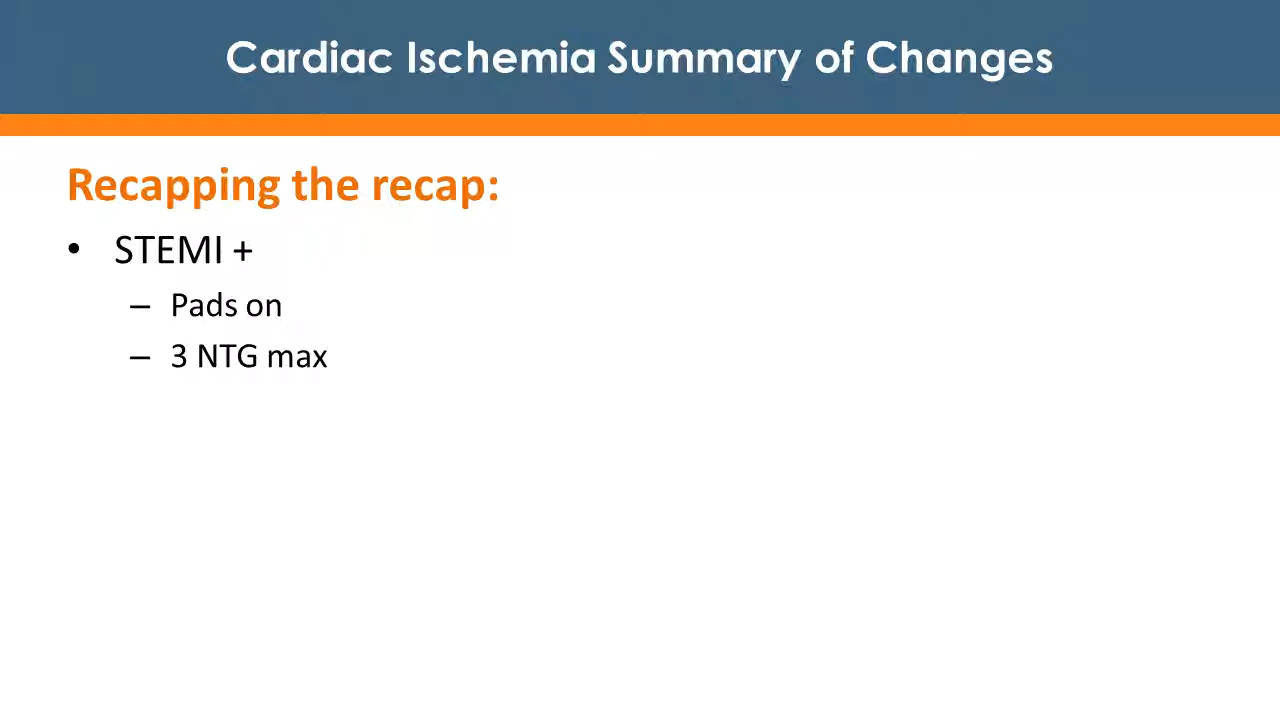 Cardiac Ischemia Summary of Changes
Recapping the recap:
• STEMI +
– Pads on
– 3 NTG max